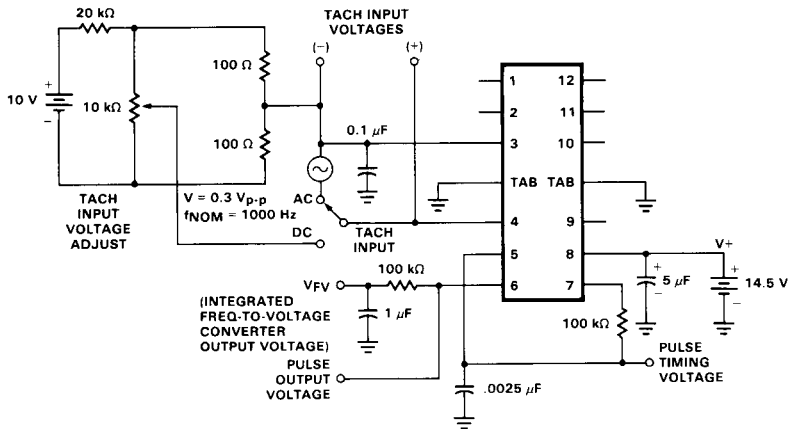 20 kΩ
TACH INPUT
VOLTAGES
(−)
(+)
100 Ω
+
10 V
−
10 kΩ
100 Ω
0.1 μF
1
2
3
TAB
4
5
6
12
11
10
TAB
9
8
7
TACH
INPUT
VOLTAGE
ADJUST
V = 0.3 Vp-p
fNOM = 1000 Hz
AC
DC
TACH
INPUT
V+
+
5 μF
−
+
14.5 V
−
100 kΩ
VFV
(INTEGRATED
FREQ-TO-VOLTAGE
CONVERTER
OUTPUT VOLTAGE)
1 μF
100 kΩ
PULSE
OUTPUT
VOLTAGE
.0025 μF
PULSE
TIMING
VOLTAGE